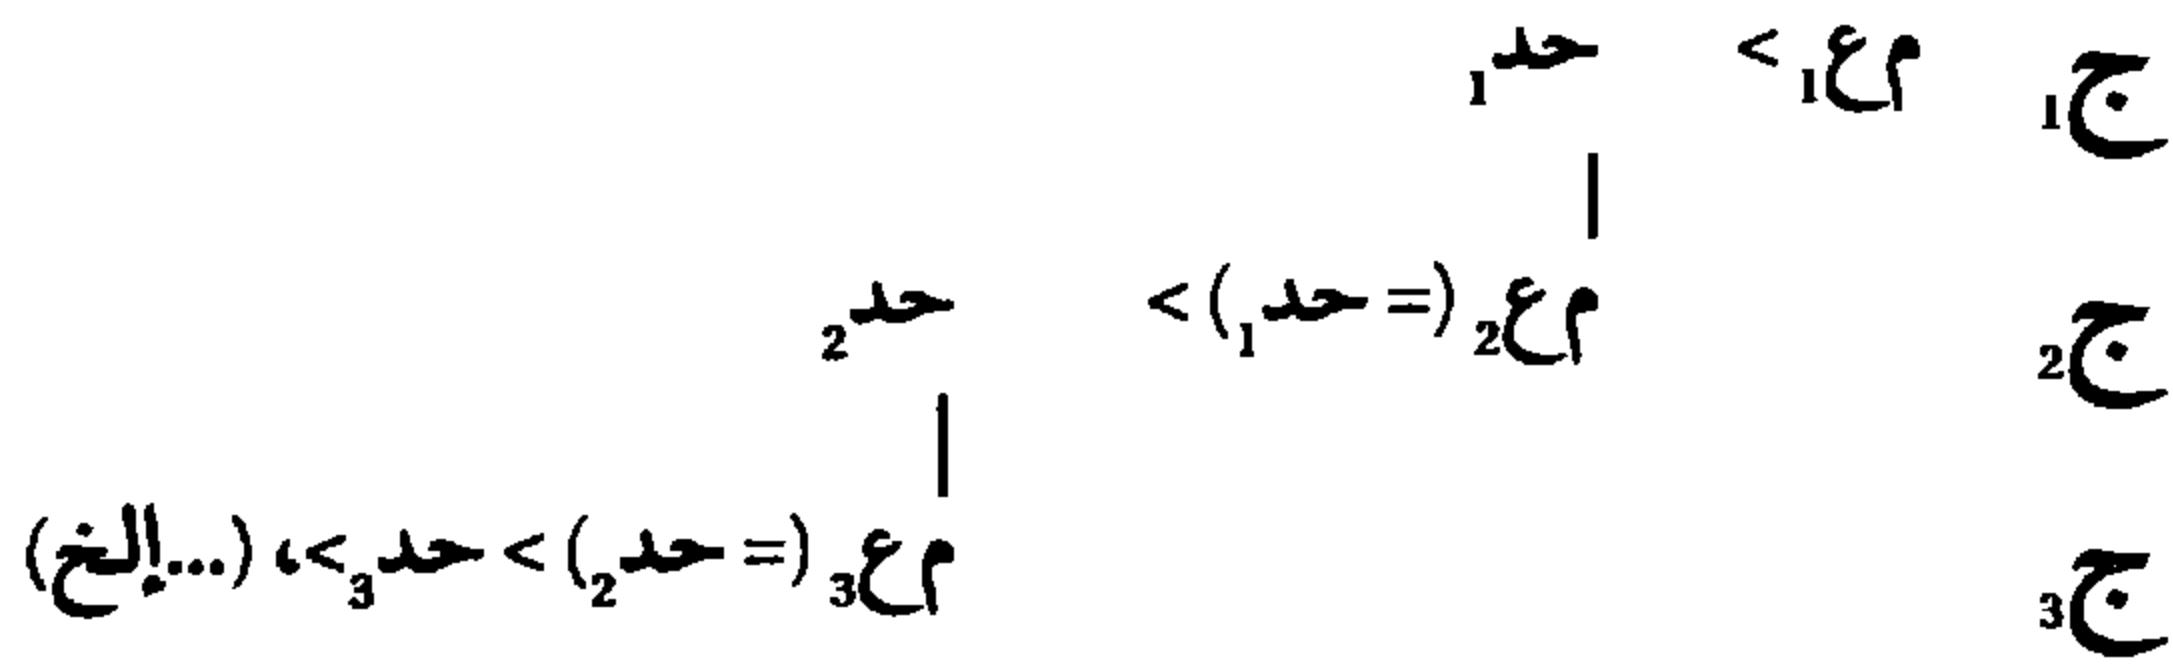 ج1 م ع1 > حد1
ج2 م ع2 (= حد1) > حد2
ج3 م ع3 (= حد2) > حد3 >، (...إلخ)